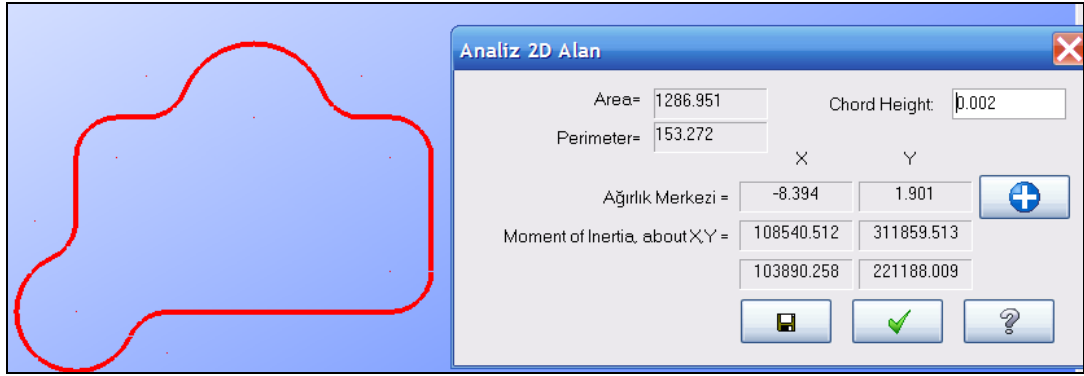 Analiz 2D Alan
Area= 1286.951 Chord Height: 0.002
Perimeter= 153.272
X Y
Ağırlık Merkezi = -8.394 1.901
Moment of Inertia, about X,Y = 108540.512 311859.513
103890.258 221188.009